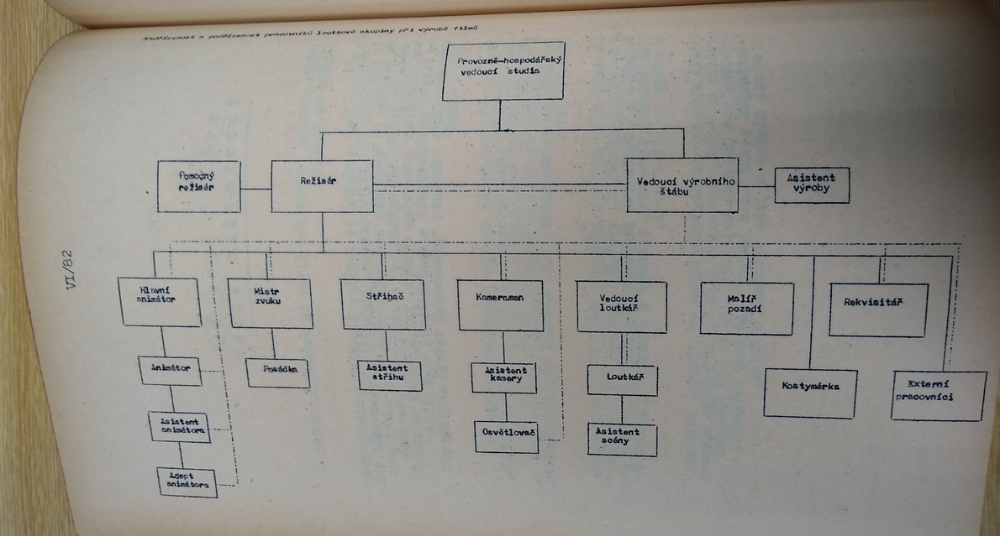 Nadřízenost a podřízenost pracovníků loutkové skupiny při výrobě filmů
Provozně-hospodářský
vedoucí studia
Pomocný
režisér
Režisér
Vedoucí výrobního
štábu
Asistent
výroby
VI/82
Hlavní
animátor
Mistr
zvuku
Střihač
Kameraman
Vedoucí
loutkář
Malíř
pozadí
Rekvisitář
Animátor
Posádka
Asistent
střihu
Asistent
kamery
Loutkář
Kostymérka
Externí
pracovníci
Asistent
animátora
Osvětlovač
Asistent
scény
Adept
animátora